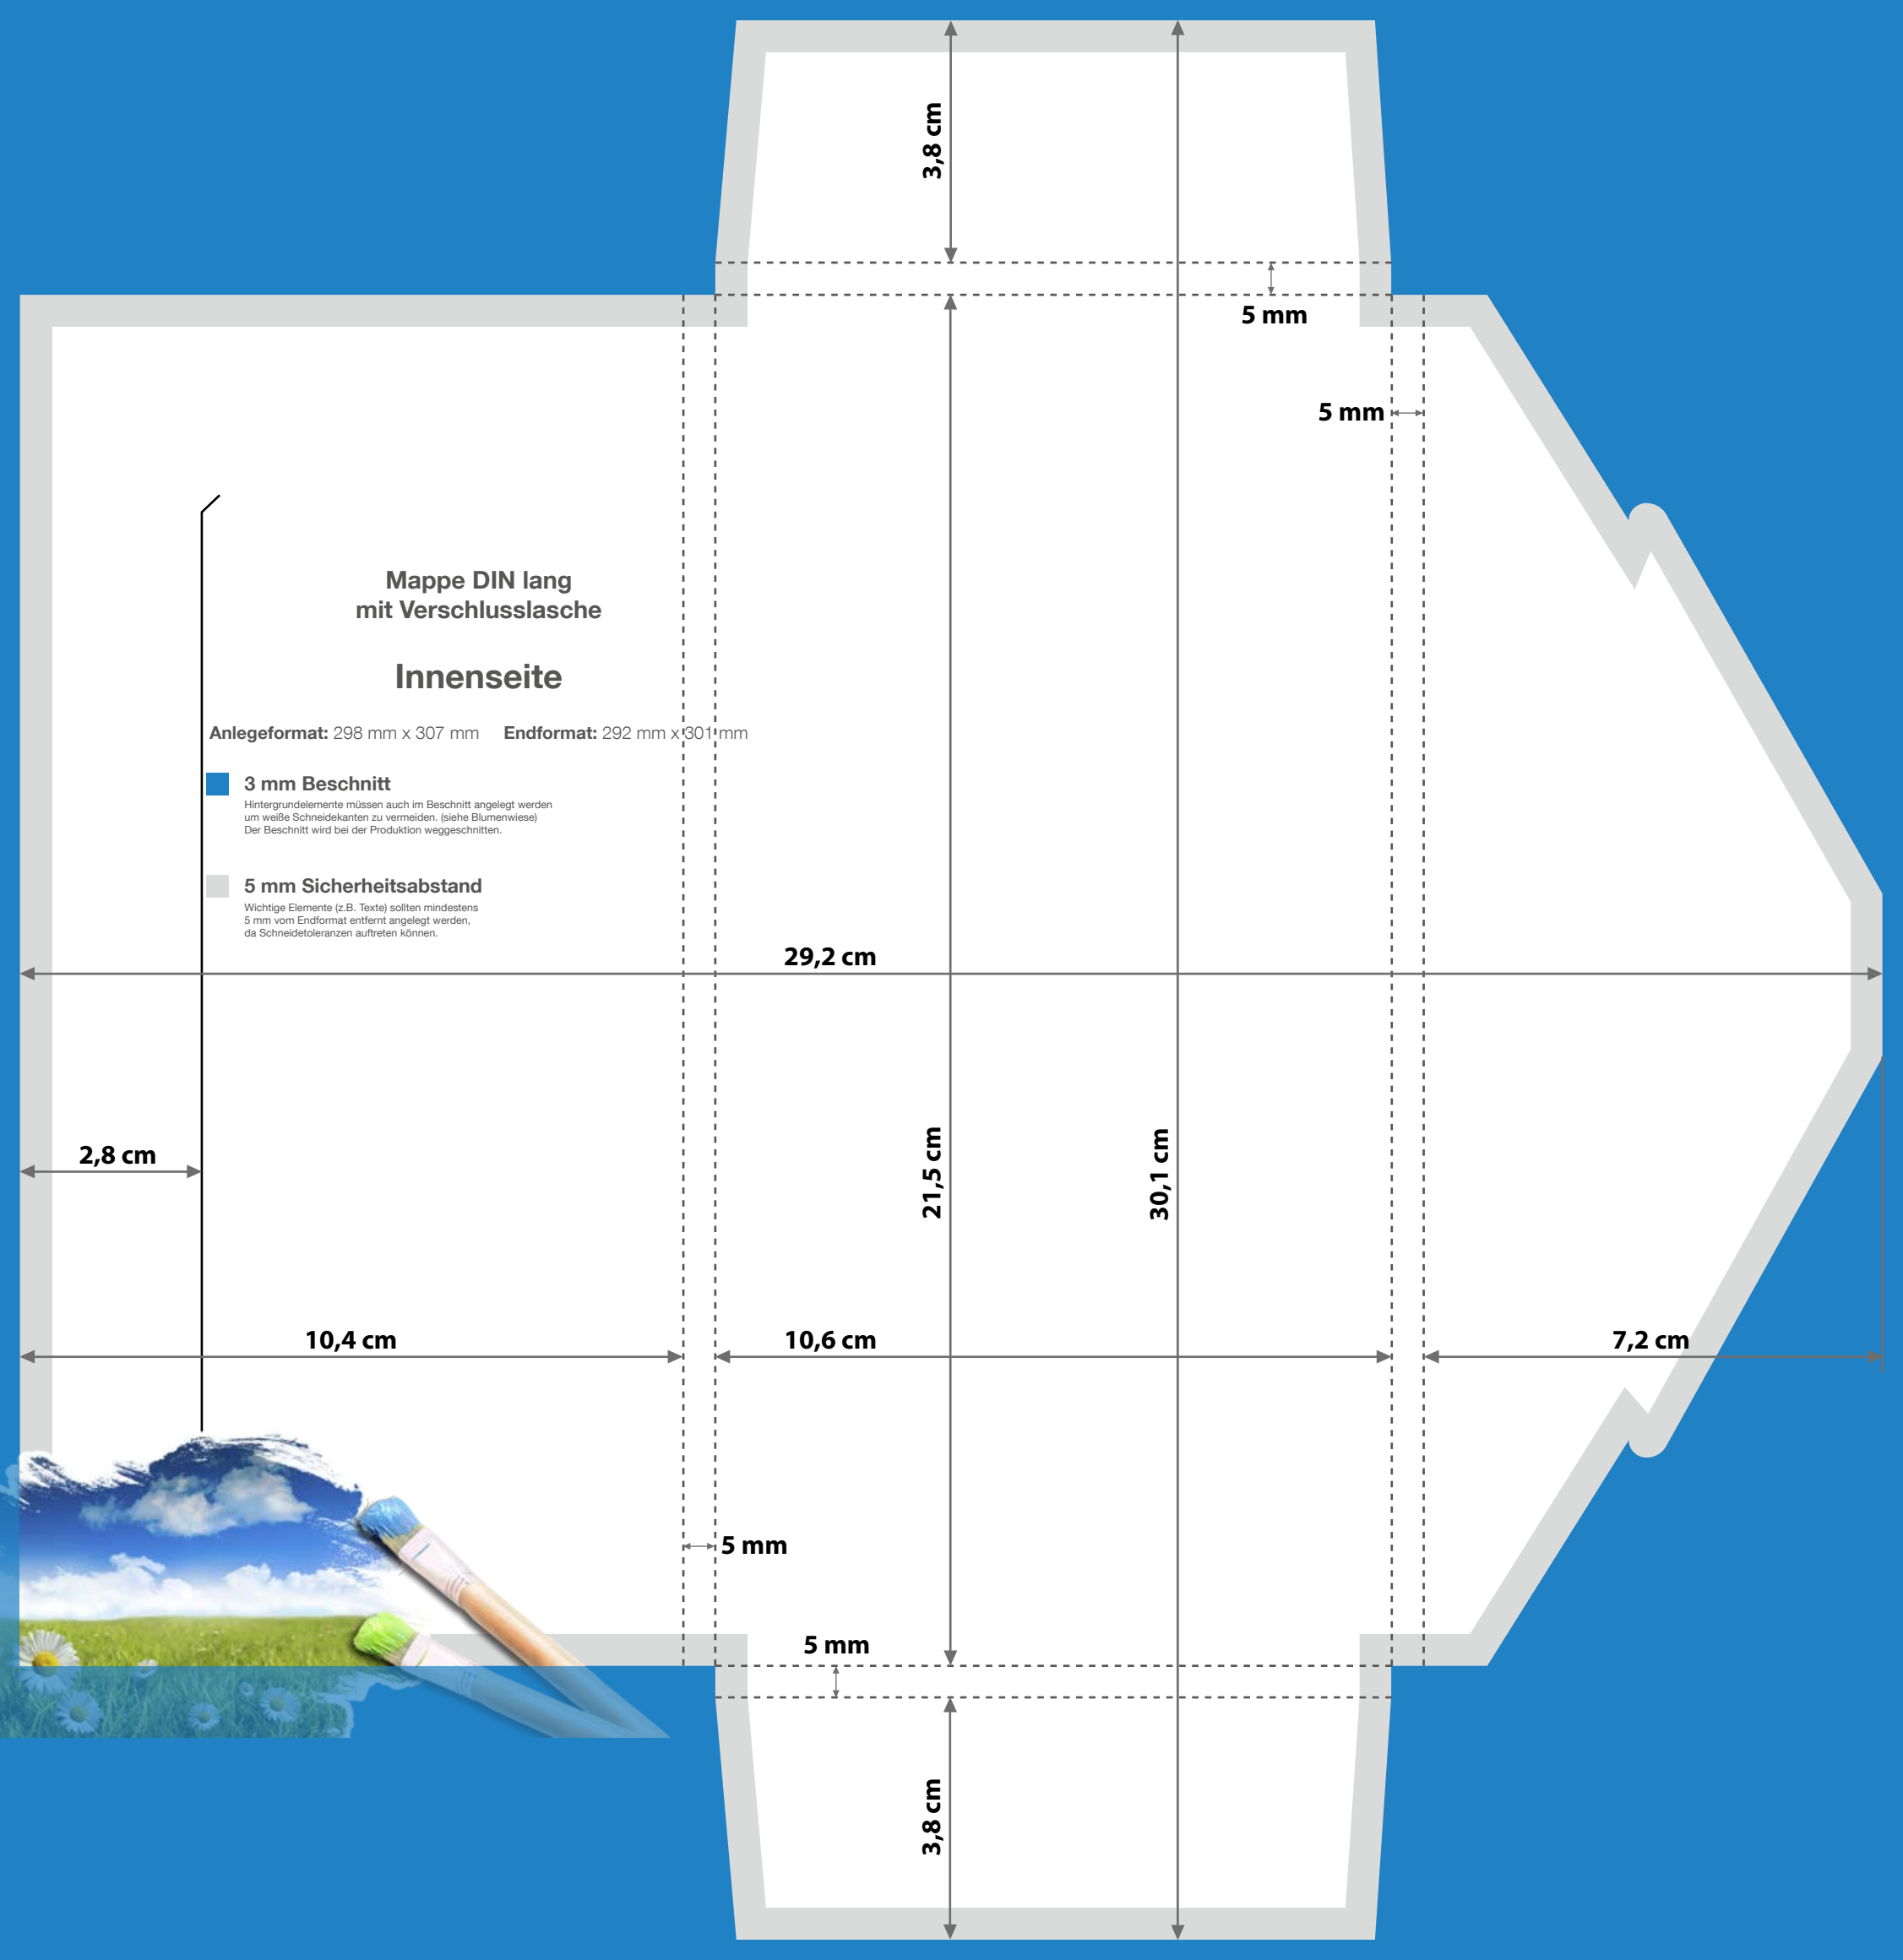 3,8 cm
5 mm
5 mm
Mappe DIN lang
mit Verschlusslasche
Innenseite
Anlegeformat: 298 mm x 307 mm Endformat: 292 mm x 301 mm
3 mm Beschnitt
Hintergrundelemente müssen auch im Beschnitt angelegt werden
um weiße Schneidekanten zu vermeiden. (siehe Blumenwiese)
Der Beschnitt wird bei der Produktion weggeschnitten.
5 mm Sicherheitsabstand
Wichtige Elemente (z.B. Texte) sollten mindestens
5 mm vom Endformat entfernt angelegt werden,
da Schneidetoleranzen auftreten können.
29,2 cm
2,8 cm
21,5 cm
30,1 cm
10,4 cm
10,6 cm
7,2 cm
5 mm
5 mm
3,8 cm